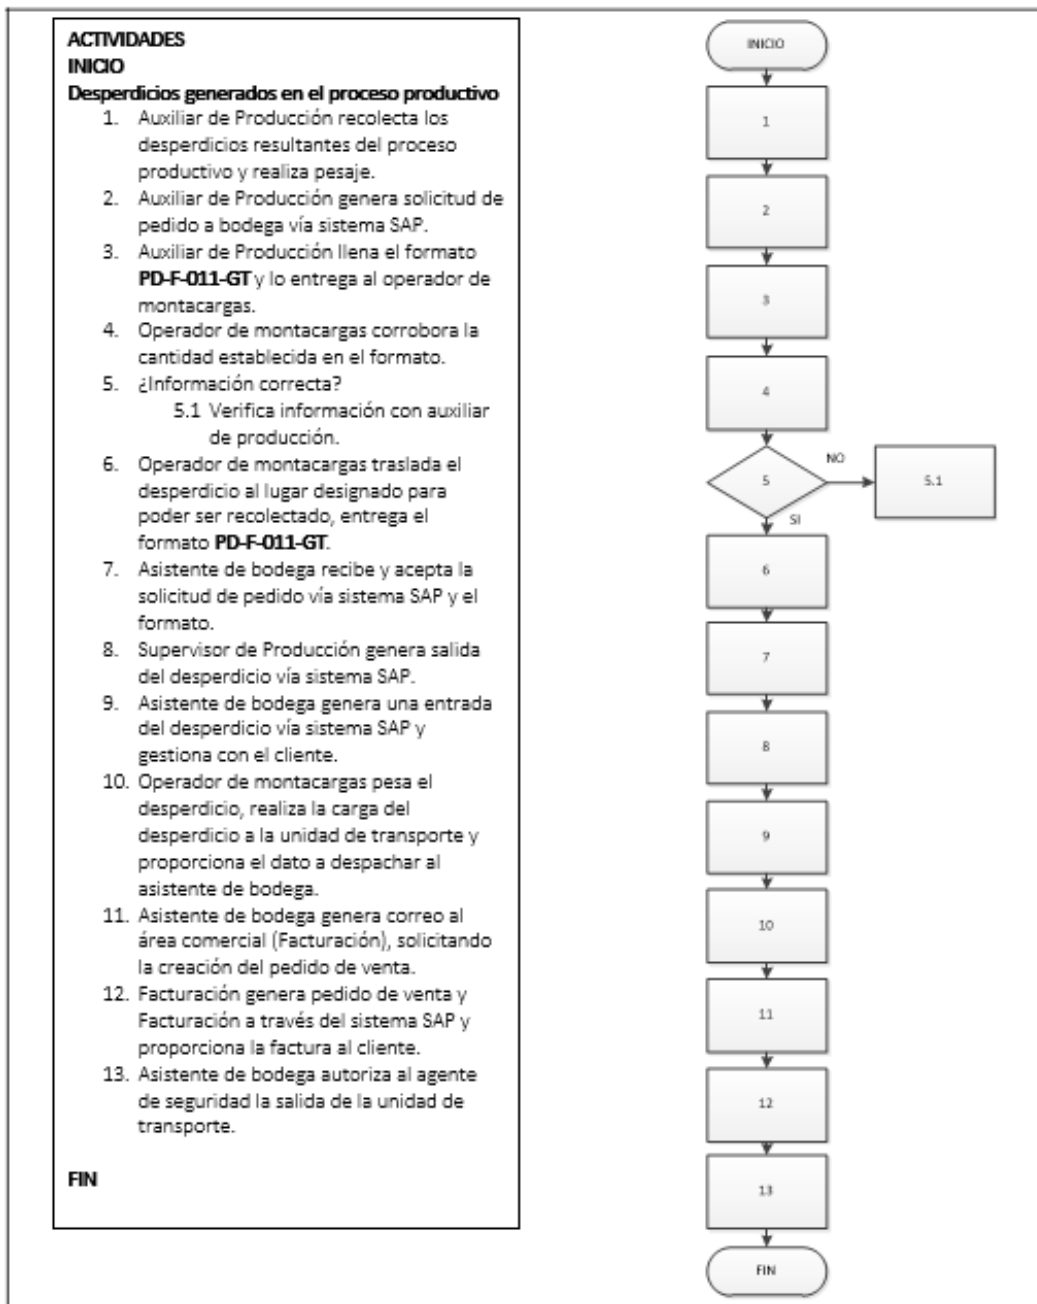 ACTIVIDADES
INICIO
Desperdicios generados en el proceso productivo
1. Auxiliar de Producción recolecta los
desperdicios resultantes del proceso
productivo y realiza pesaje.
2. Auxiliar de Producción genera solicitud de
pedido a bodega vía sistema SAP.
3. Auxiliar de Producción llena el formato
PD-F-011-GT y lo entrega al operador de
montacargas.
4. Operador de montacargas corrobora la
cantidad establecida en el formato.
5. ¿Información correcta?
5.1 Verifica información con auxiliar
de producción.
6. Operador de montacargas traslada el
desperdicio al lugar designado para
poder ser recolectado, entrega el
formato PD-F-011-GT.
7. Asistente de bodega recibe y acepta la
solicitud de pedido vía sistema SAP y el
formato.
8. Supervisor de Producción genera salida
del desperdicio vía sistema SAP.
9. Asistente de bodega genera una entrada
del desperdicio vía sistema SAP y
gestiona con el cliente.
10. Operador de montacargas pesa el
desperdicio, realiza la carga del
desperdicio a la unidad de transporte y
proporciona el dato a despachar al
asistente de bodega.
11. Asistente de bodega genera correo al
área comercial (Facturación), solicitando
la creación del pedido de venta.
12. Facturación genera pedido de venta y
Facturación a través del sistema SAP y
proporciona la factura al cliente.
13. Asistente de bodega autoriza al agente
de seguridad la salida de la unidad de
transporte.
FIN
INICIO
1
2
3
4
5
NO
5.1
SI
6
7
8
9
10
11
12
13
FIN